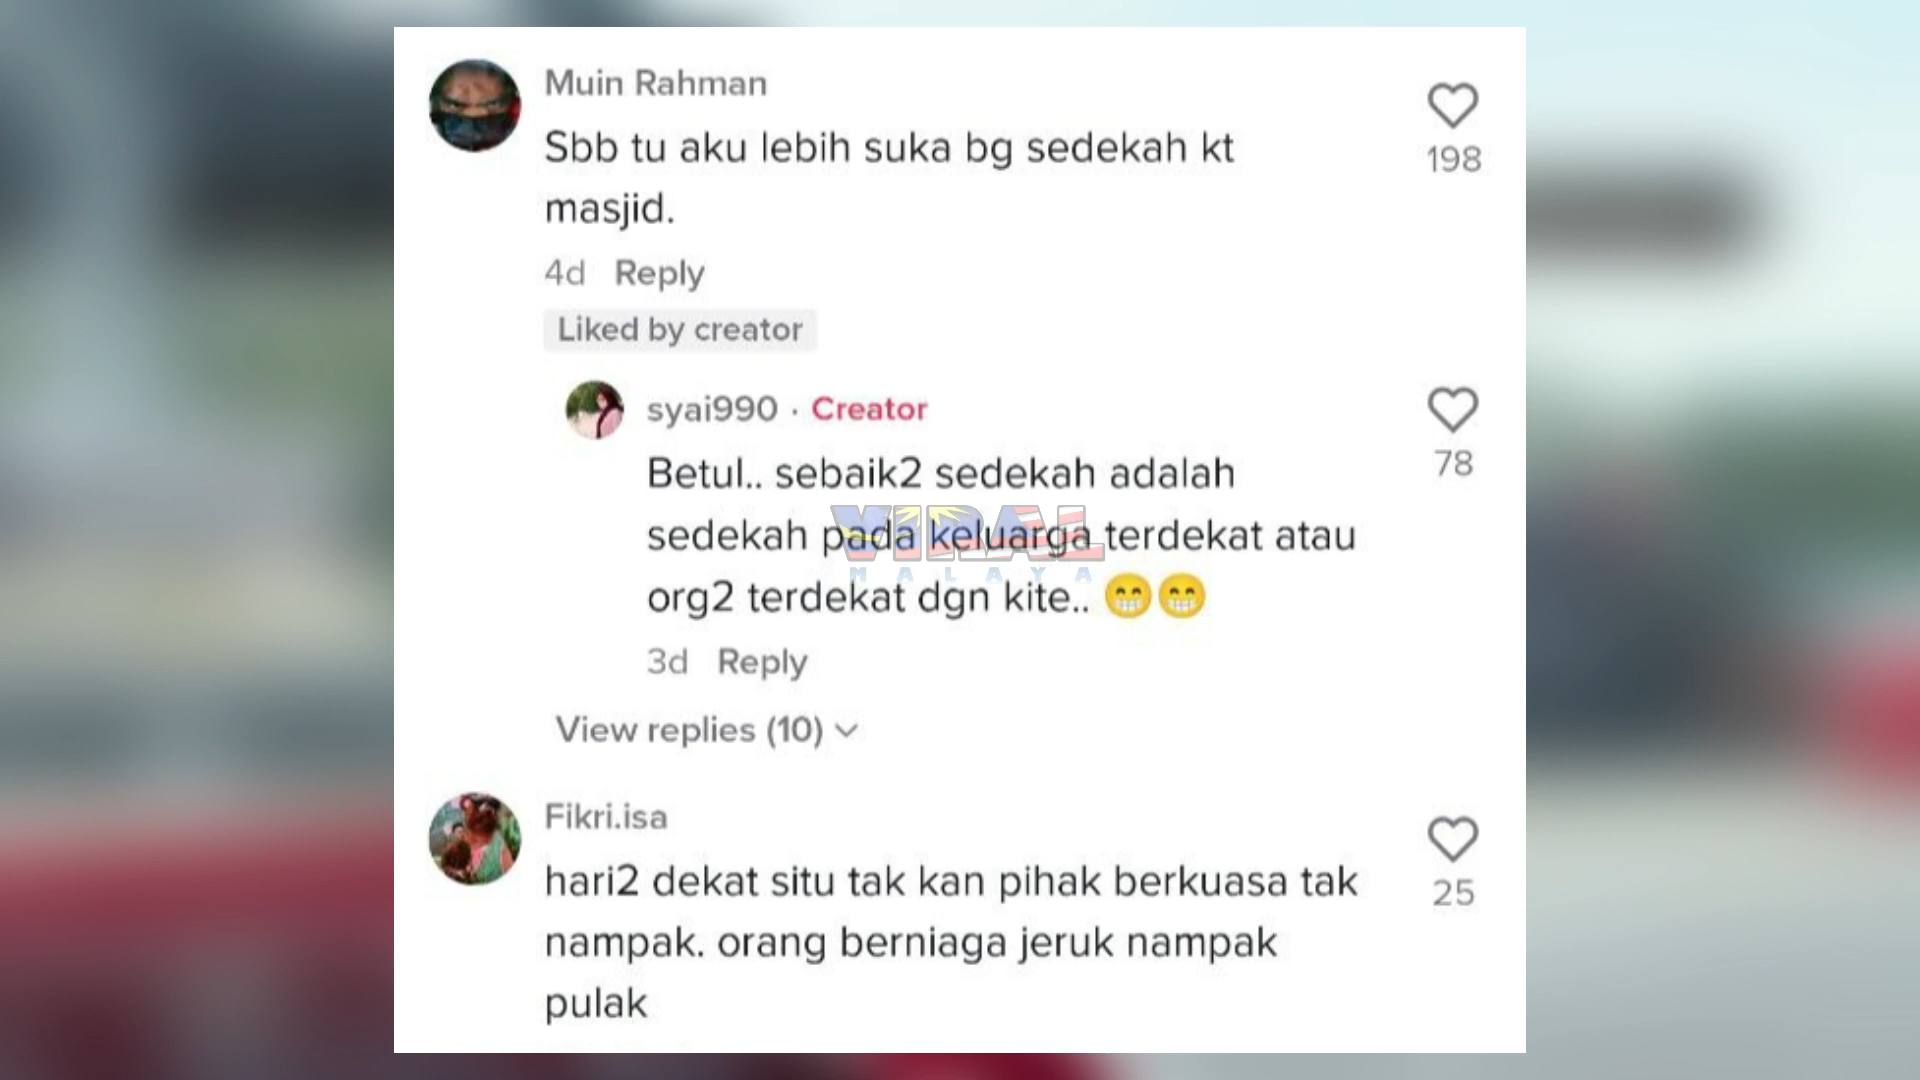 Muin Rahman
198
Sbb tu aku lebih suka bg sedekah kt
masjid.
4d Reply
Liked by creator
syai990 · Creator
78
Betul.. sebaik2 sedekah adalah
sedekah pada keluarga terdekat atau
org2 terdekat dgn kite.. 😁😁
VIRAL
MALAYA
3d Reply
View replies (10)
Fikri.isa
25
hari2 dekat situ tak kan pihak berkuasa tak
nampak. orang berniaga jeruk nampak
pulak